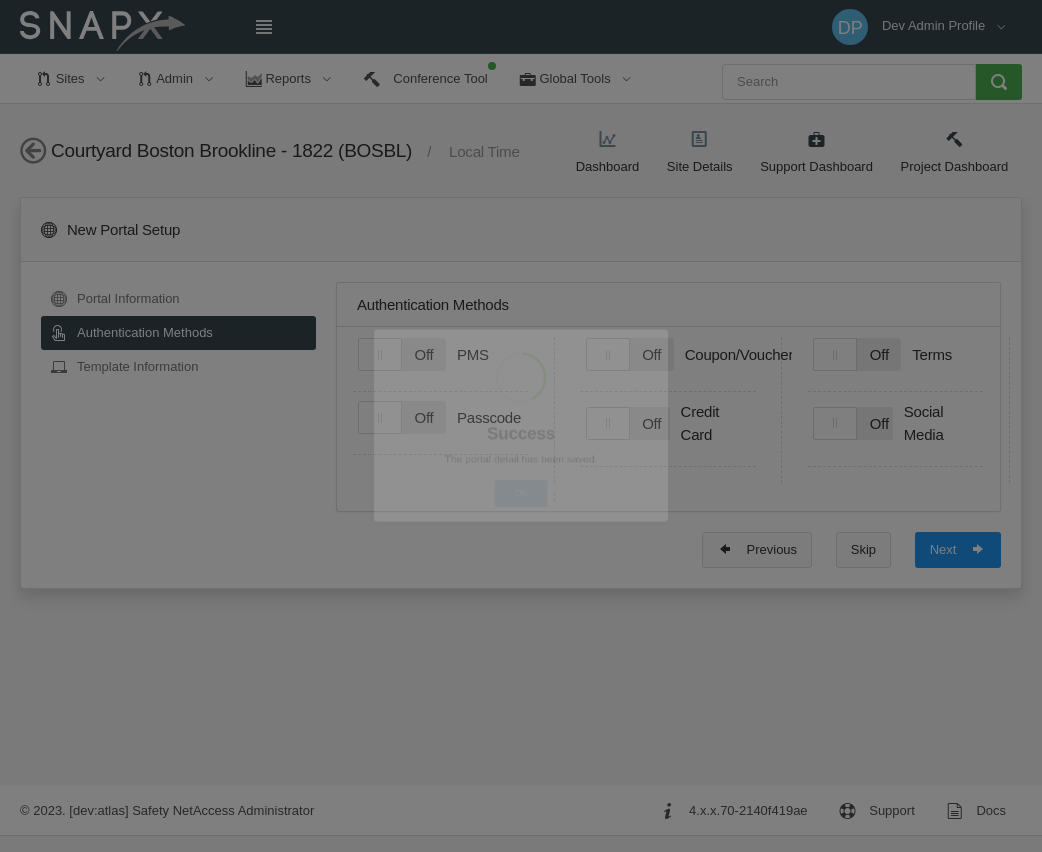 SNAPX
DP
Dev Admin Profile
Sites
Admin
Reports
Conference Tool
Global Tools
Search
Courtyard Boston Brookline - 1822 (BOSBL)
/
Local Time
Dashboard
Site Details
Support Dashboard
Project Dashboard
New Portal Setup
Portal Information
Authentication Methods
Template Information
Authentication Methods
Off
PMS
Off
Coupon/Voucher
Off
Terms
Off
Passcode
Off
Credit
Card
Off
Social
Media
Success
The portal detail has been saved.
Previous
Skip
Next
© 2023. [dev:atlas] Safety NetAccess Administrator
4.x.x.70-2140f419ae
Support
Docs